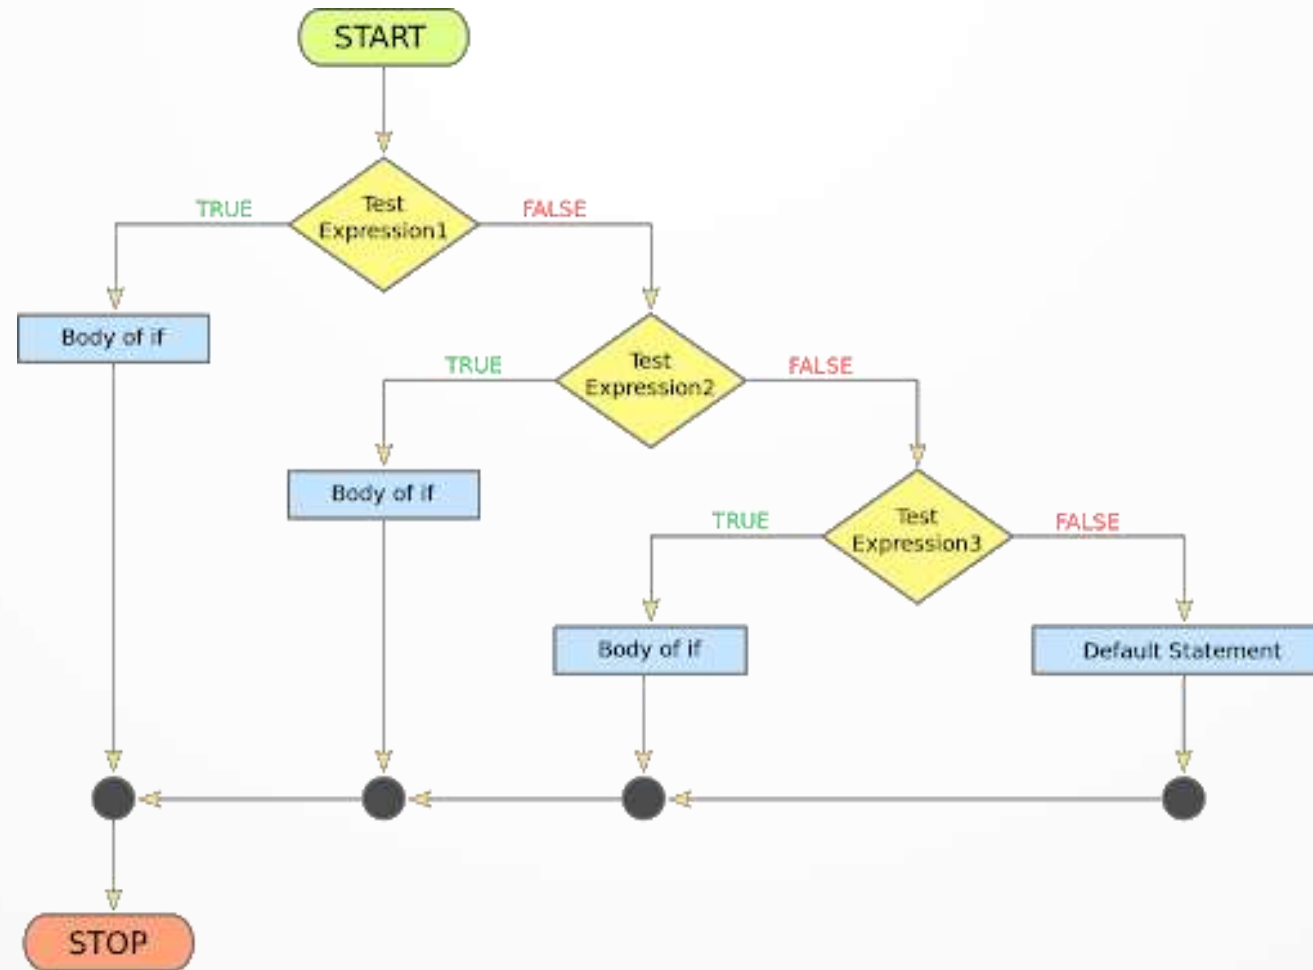 START
TRUE
FALSE
Test
Expression1
Body of if
TRUE
FALSE
Test
Expression2
Body of if
TRUE
FALSE
Test
Expression3
Body of if
Default Statement
STOP